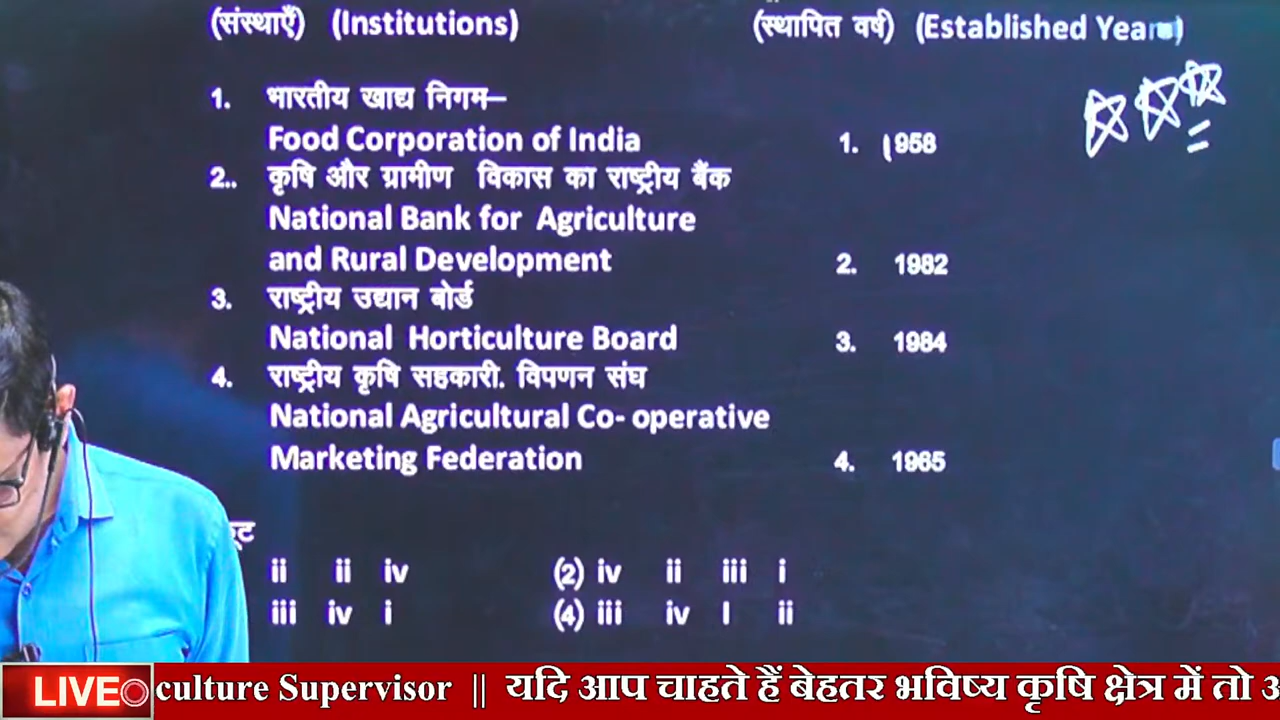 (संस्थाएँ) (Institutions) (स्थापित वर्ष) (Established Year
1. भारतीय खाद्य निगम–
Food Corporation of India 1. 1958
2.. कृषि और ग्रामीण विकास का राष्ट्रीय बैंक
National Bank for Agriculture
and Rural Development 2. 1982
3. राष्ट्रीय उद्यान बोर्ड
National Horticulture Board 3. 1984
4. राष्ट्रीय कृषि सहकारी. विपणन संघ
National Agricultural Co- operative
Marketing Federation 4. 1965
ii ii iv (2) iv ii iii i
iii iv i (4) iii iv I ii
LIVE culture Supervisor || यदि आप चाहते हैं बेहतर भविष्य कृषि क्षेत्र में तो